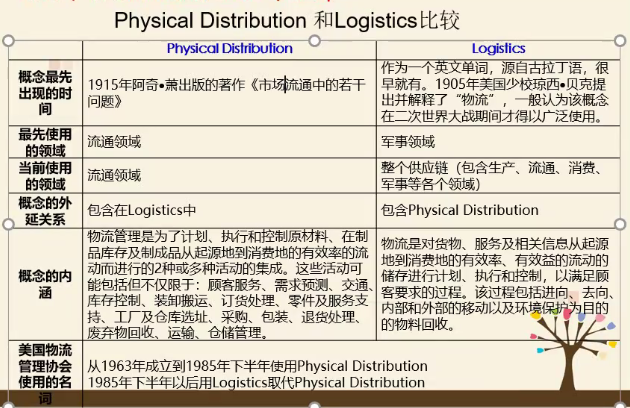 Physical Distribution 和Logistics比较
Physical Distribution
Logistics
概念最先
出现的时
间
1915年阿奇•萧出版的著作《市场流通中的若干
问题》
作为一个英文单词，源自古拉丁语，很
早就有。1905年美国少校琼西•贝克提
出并解释了“物流”，一般认为该概念
在二次世界大战期间才得以广泛使用。
最先使用
的领域
流通领域
军事领域
当前使用
的领域
流通领域
整个供应链（包含生产、流通、消费、
军事等各个领域）
概念的外
延关系
包含在Logistics中
包含Physical Distribution
概念的内
涵
物流管理是为了计划、执行和控制原材料、在制
品库存及制成品从起源地到消费地的有效率的流
动而进行的2种或多种活动的集成。这些活动可
能包括但不仅限于：顾客服务、需求预测、交通、
库存控制、装卸搬运、订货处理、零件及服务支
持、工厂及仓库选址、采购、包装、退货处理、
废弃物回收、运输、仓储管理。
物流是对货物、服务及相关信息从起源
地到消费地的有效率、有效益的流动的
储存进行计划、执行和控制，以满足顾
客要求的过程。该过程包括进向、去向、
内部和外部的移动以及环境保护为目的
的物料回收。
美国物流
管理协会
使用的名
词
从1963年成立到1985年下半年使用Physical Distribution
1985年下半年以后用Logistics取代Physical Distribution